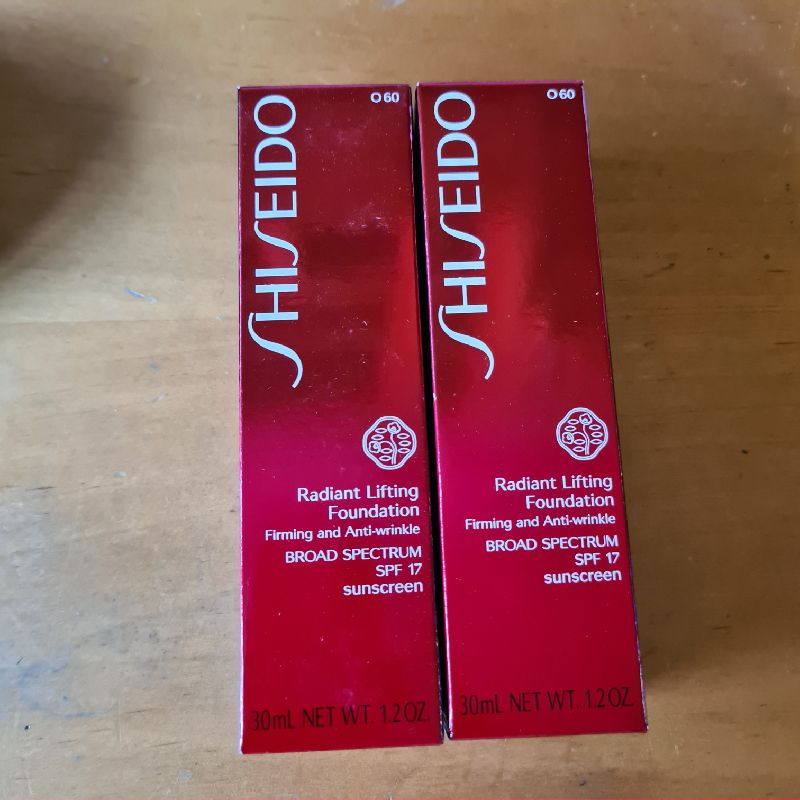 O60
SHISEIDO
Radiant Lifting
Foundation
Firming and Anti-wrinkle
BROAD SPECTRUM
SPF 17
sunscreen
30mL NET WT. 1.2 OZ.
O60
SHISEIDO
Radiant Lifting
Foundation
Firming and Anti-wrinkle
BROAD SPECTRUM
SPF 17
sunscreen
30mL NET WT. 1.2 OZ.